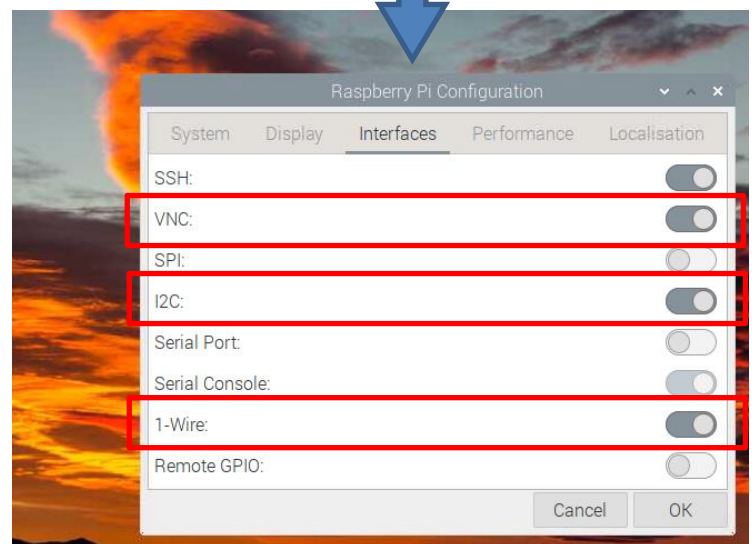 Raspberry Pi Configuration
System Display Interfaces Performance Localisation
SSH:
VNC:
SPI:
I2C:
Serial Port:
Serial Console:
1-Wire:
Remote GPIO:
Cancel OK